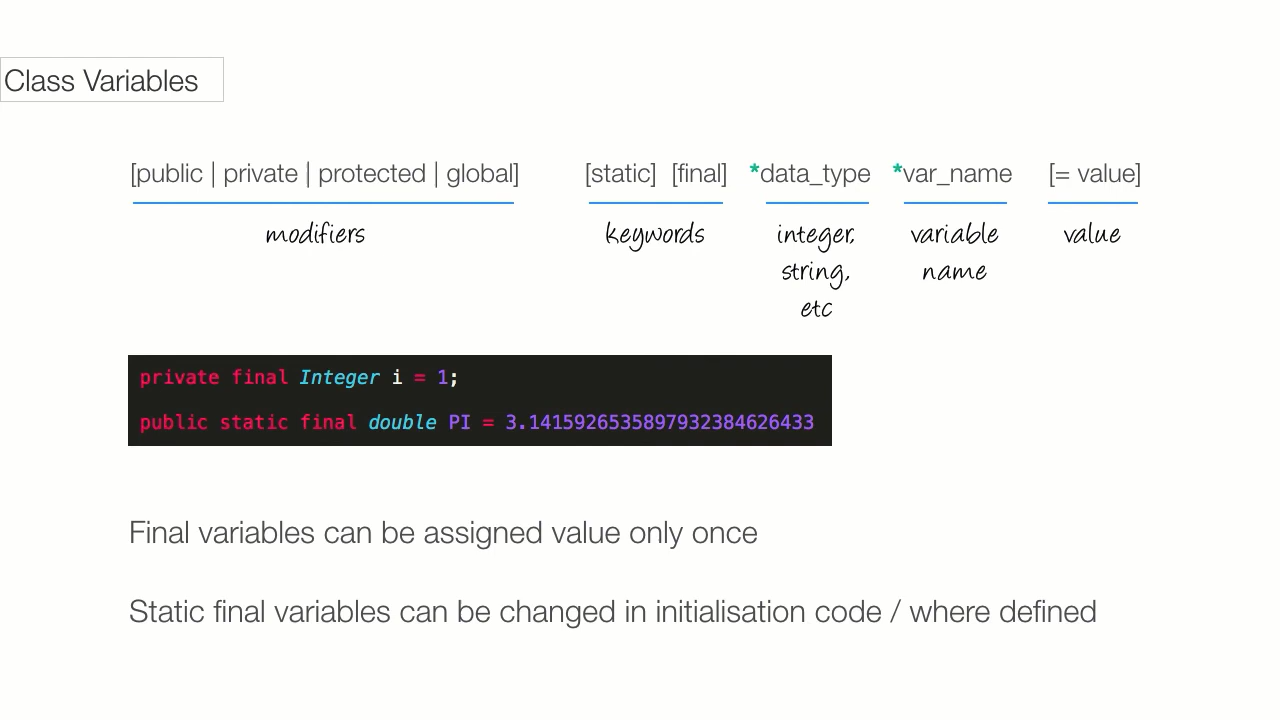 Class Variables
[public | private | protected | global] [static] [final] *data_type *var_name [= value]
modifiers keywords integer, variable value
string, name
etc
private final Integer i = 1;
public static final double PI = 3.1415926535897932384626433
Final variables can be assigned value only once
Static final variables can be changed in initialisation code / where defined